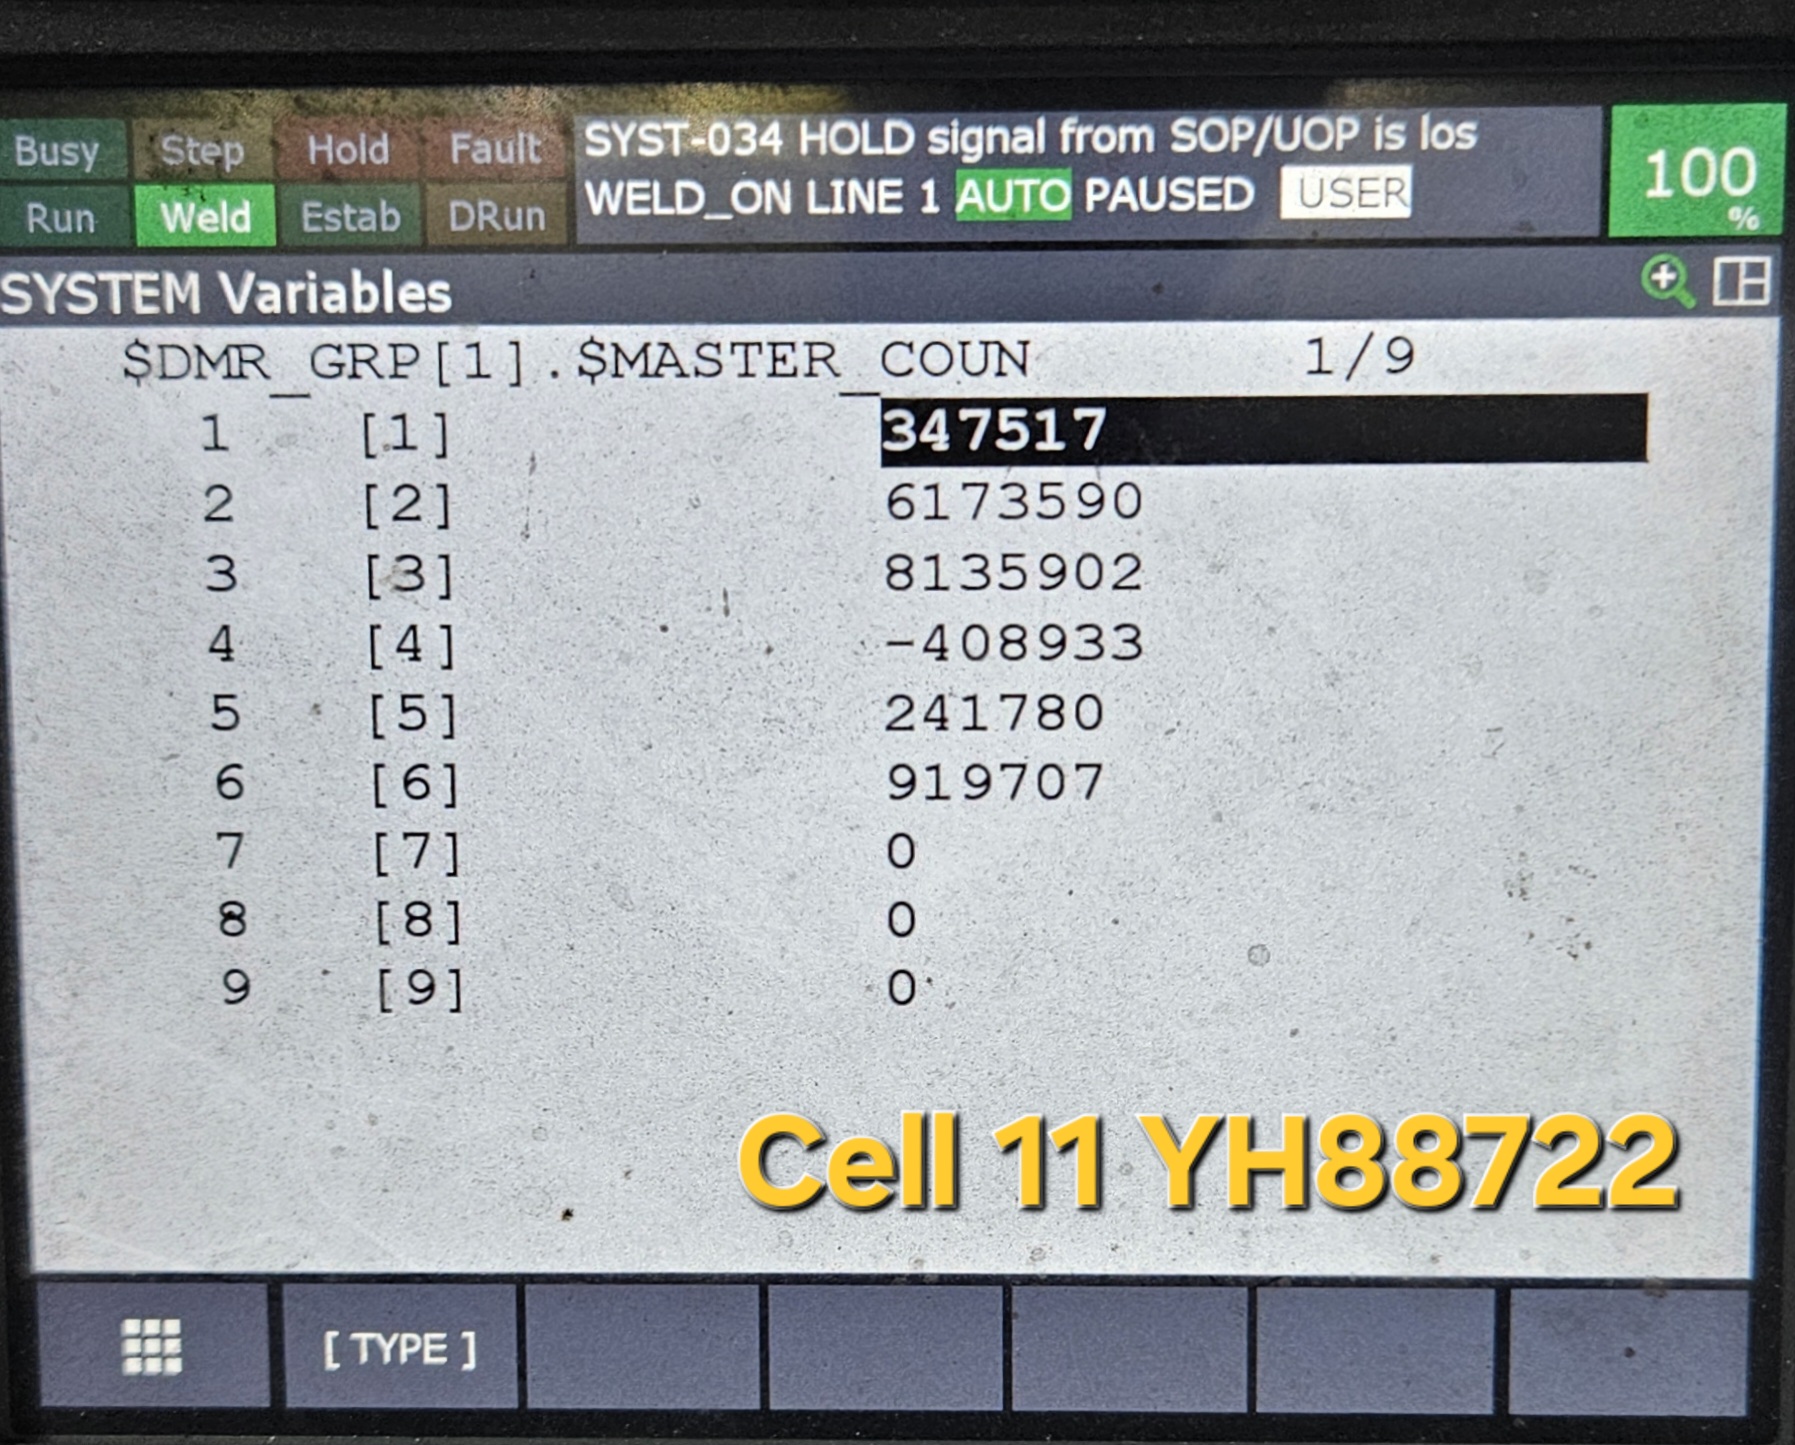 Busy Step Hold Fault SYST-034 HOLD signal from SOP/UOP is los
Run Weld Estab DRun WELD_ON LINE 1 AUTO PAUSED USER
100 %
SYSTEM Variables
$DMR_GRP[1].$MASTER_COUN 1/9
1 [1] 347517
2 [2] 6173590
3 [3] 8135902
4 [4] -408933
5 [5] 241780
6 [6] 919707
7 [7] 0
8 [8] 0
9 [9] 0
Cell 11 YH88722
[ TYPE ]